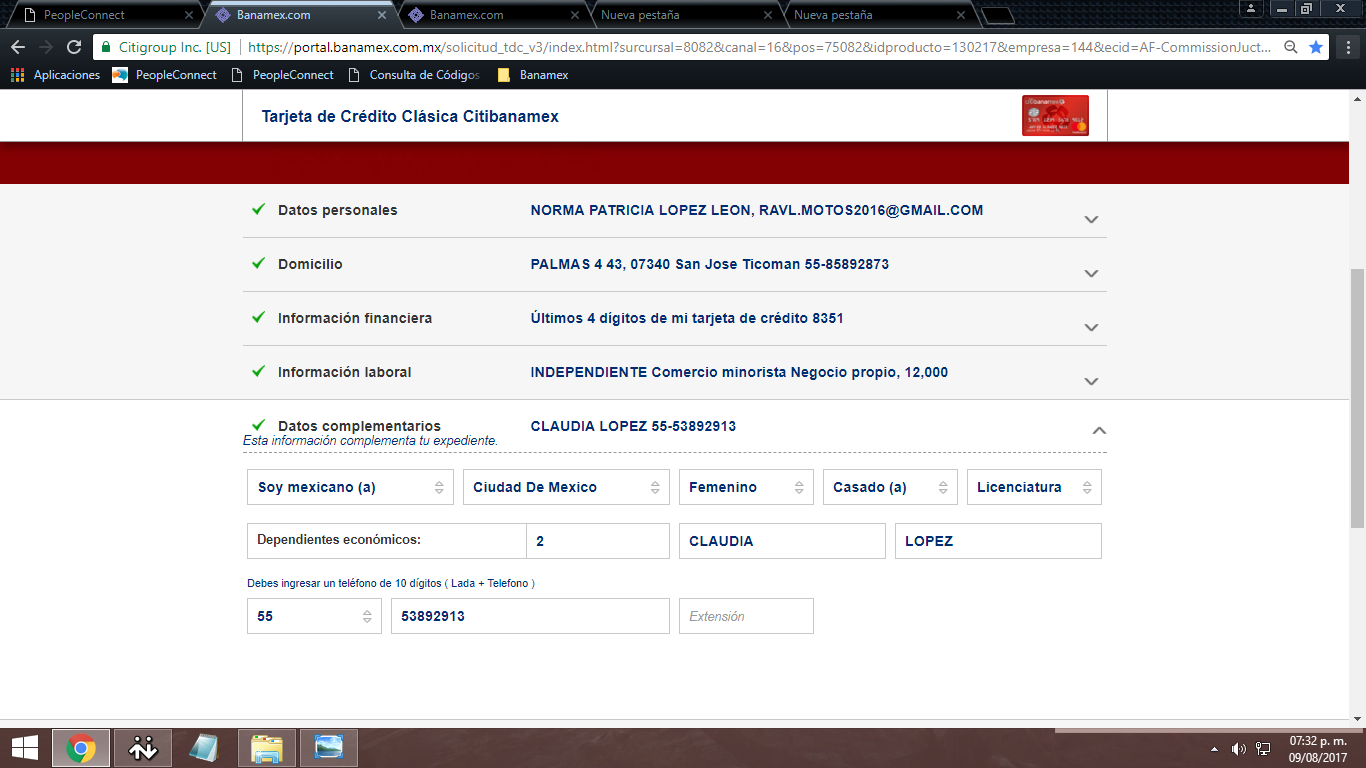 PeopleConnect
Banamex.com
Banamex.com
Nueva pestaña
Nueva pestaña
Citigroup Inc. [US] https://portal.banamex.com.mx/solicitud_tdc_v3/index.html?surcursal=8082&canal=16&pos=75082&idproducto=130217&empresa=144&ecid=AF-CommissionJuct...
Aplicaciones PeopleConnect PeopleConnect Consulta de Códigos Banamex
Tarjeta de Crédito Clásica Citibanamex
Datos personales NORMA PATRICIA LOPEZ LEON, RAVL.MOTOS2016@GMAIL.COM
Domicilio PALMAS 4 43, 07340 San Jose Ticoman 55-85892873
Información financiera Últimos 4 dígitos de mi tarjeta de crédito 8351
Información laboral INDEPENDIENTE Comercio minorista Negocio propio, 12,000
Datos complementarios CLAUDIA LOPEZ 55-53892913
Esta información complementa tu expediente.
Soy mexicano (a) Ciudad De Mexico Femenino Casado (a) Licenciatura
Dependientes económicos: 2 CLAUDIA LOPEZ
Debes ingresar un teléfono de 10 dígitos ( Lada + Telefono )
55 53892913 Extensión
07:32 p. m.
09/08/2017